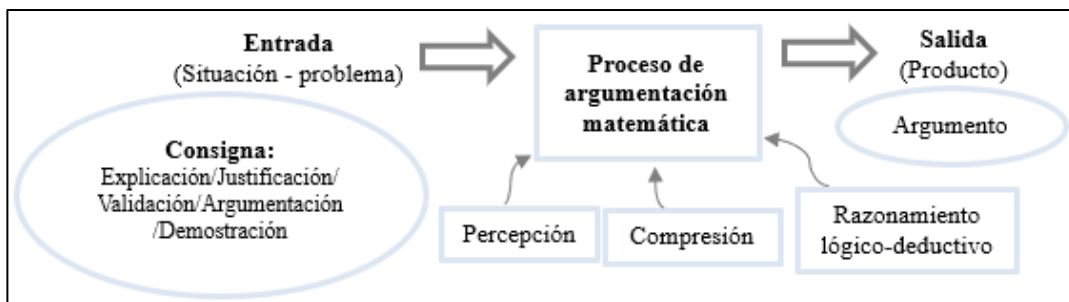 Entrada
(Situación - problema)
Consigna:
Explicación/Justificación/
Validación/Argumentación
/Demostración
Proceso de
argumentación
matemática
Percepción
Compresión
Razonamiento
lógico-deductivo
Salida
(Producto)
Argumento